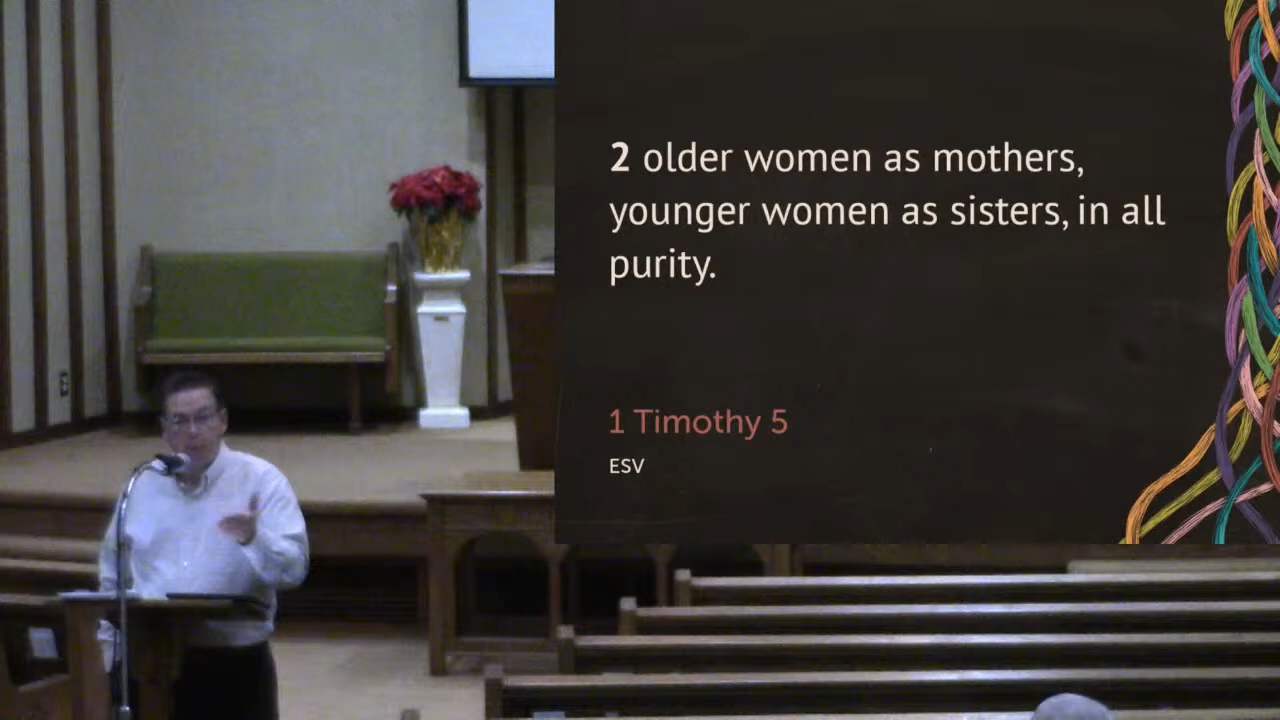 2 older women as mothers,
younger women as sisters, in all
purity.
1 Timothy 5
ESV